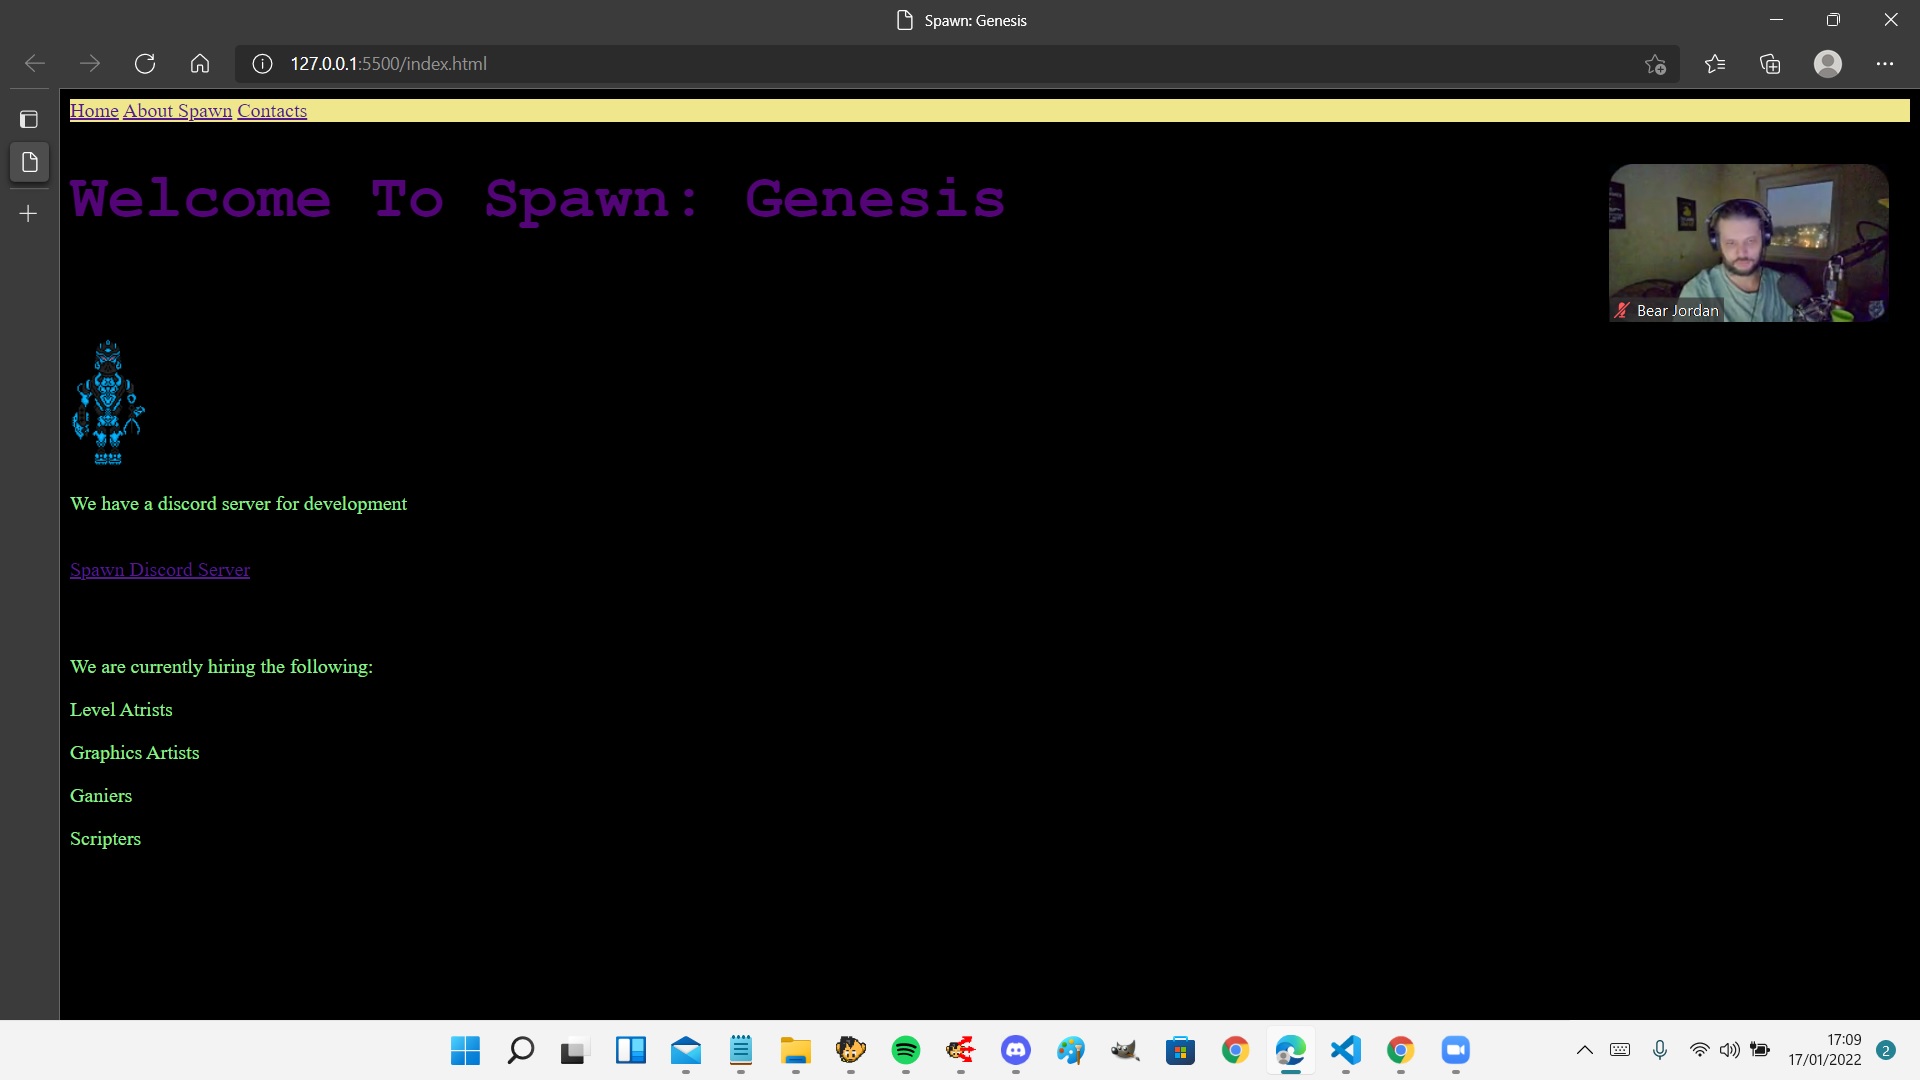 Spawn: Genesis
127.0.0.1:5500/index.html
Home About Spawn Contacts
Welcome To Spawn: Genesis
Bear Jordan
We have a discord server for development
Spawn Discord Server
We are currently hiring the following:
Level Atrists
Graphics Artists
Ganiers
Scripters
17:09
17/01/2022
2